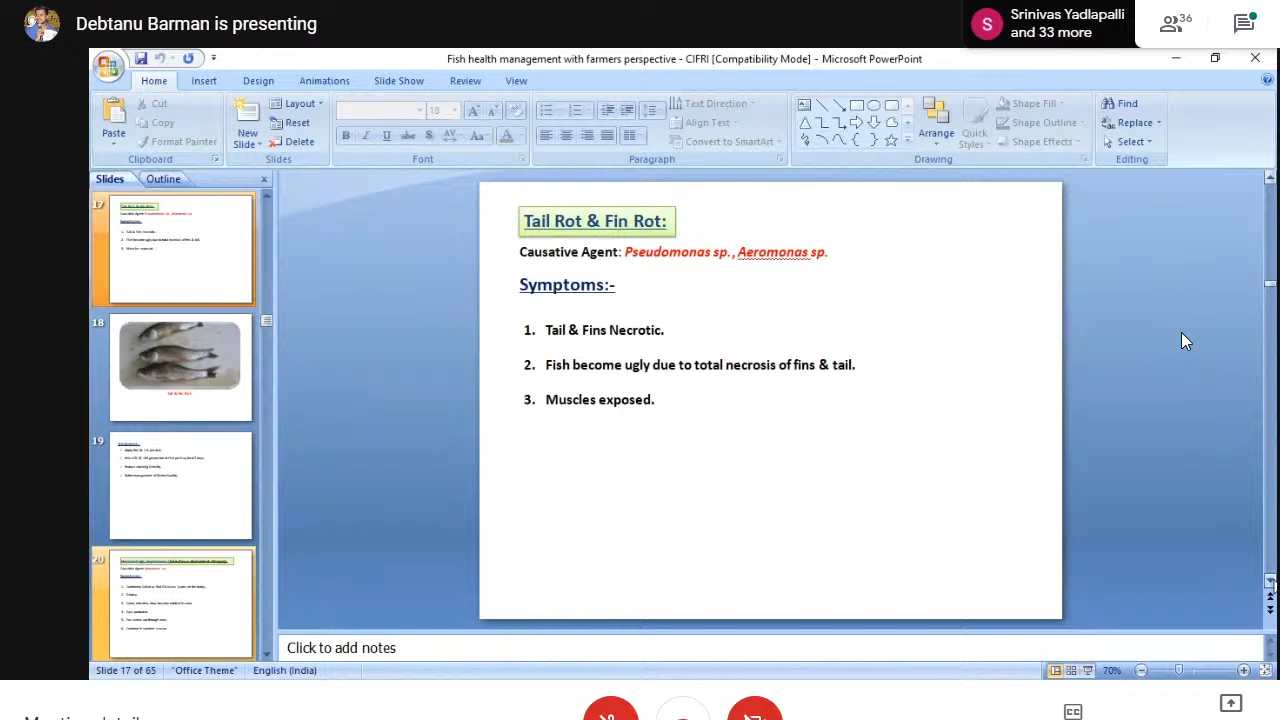 Debtanu Barman is presenting
S
Srinivas Yadlapalli
and 33 more
36
Fish health management with farmers perspective - CIFRI [Compatibility Mode] - Microsoft PowerPoint
Home Insert Design Animations Slide Show Review View
Paste
Cut
Copy
Format Painter
Clipboard
New
Slide
Layout
Reset
Delete
Slides
18
B I U abc S AV Aa A
Font
Text Direction
Align Text
Convert to SmartArt
Paragraph
Arrange
Quick
Styles
Shape Fill
Shape Outline
Shape Effects
Drawing
Find
Replace
Select
Editing
Slides Outline
17
18
19
20
Tail Rot & Fin Rot:
Causative Agent: Pseudomonas sp., Aeromonas sp.
Symptoms:-
1. Tail & Fins Necrotic.
2. Fish become ugly due to total necrosis of fins & tail.
3. Muscles exposed.
Click to add notes
Slide 17 of 65 "Office Theme" English (India) 70%
CC